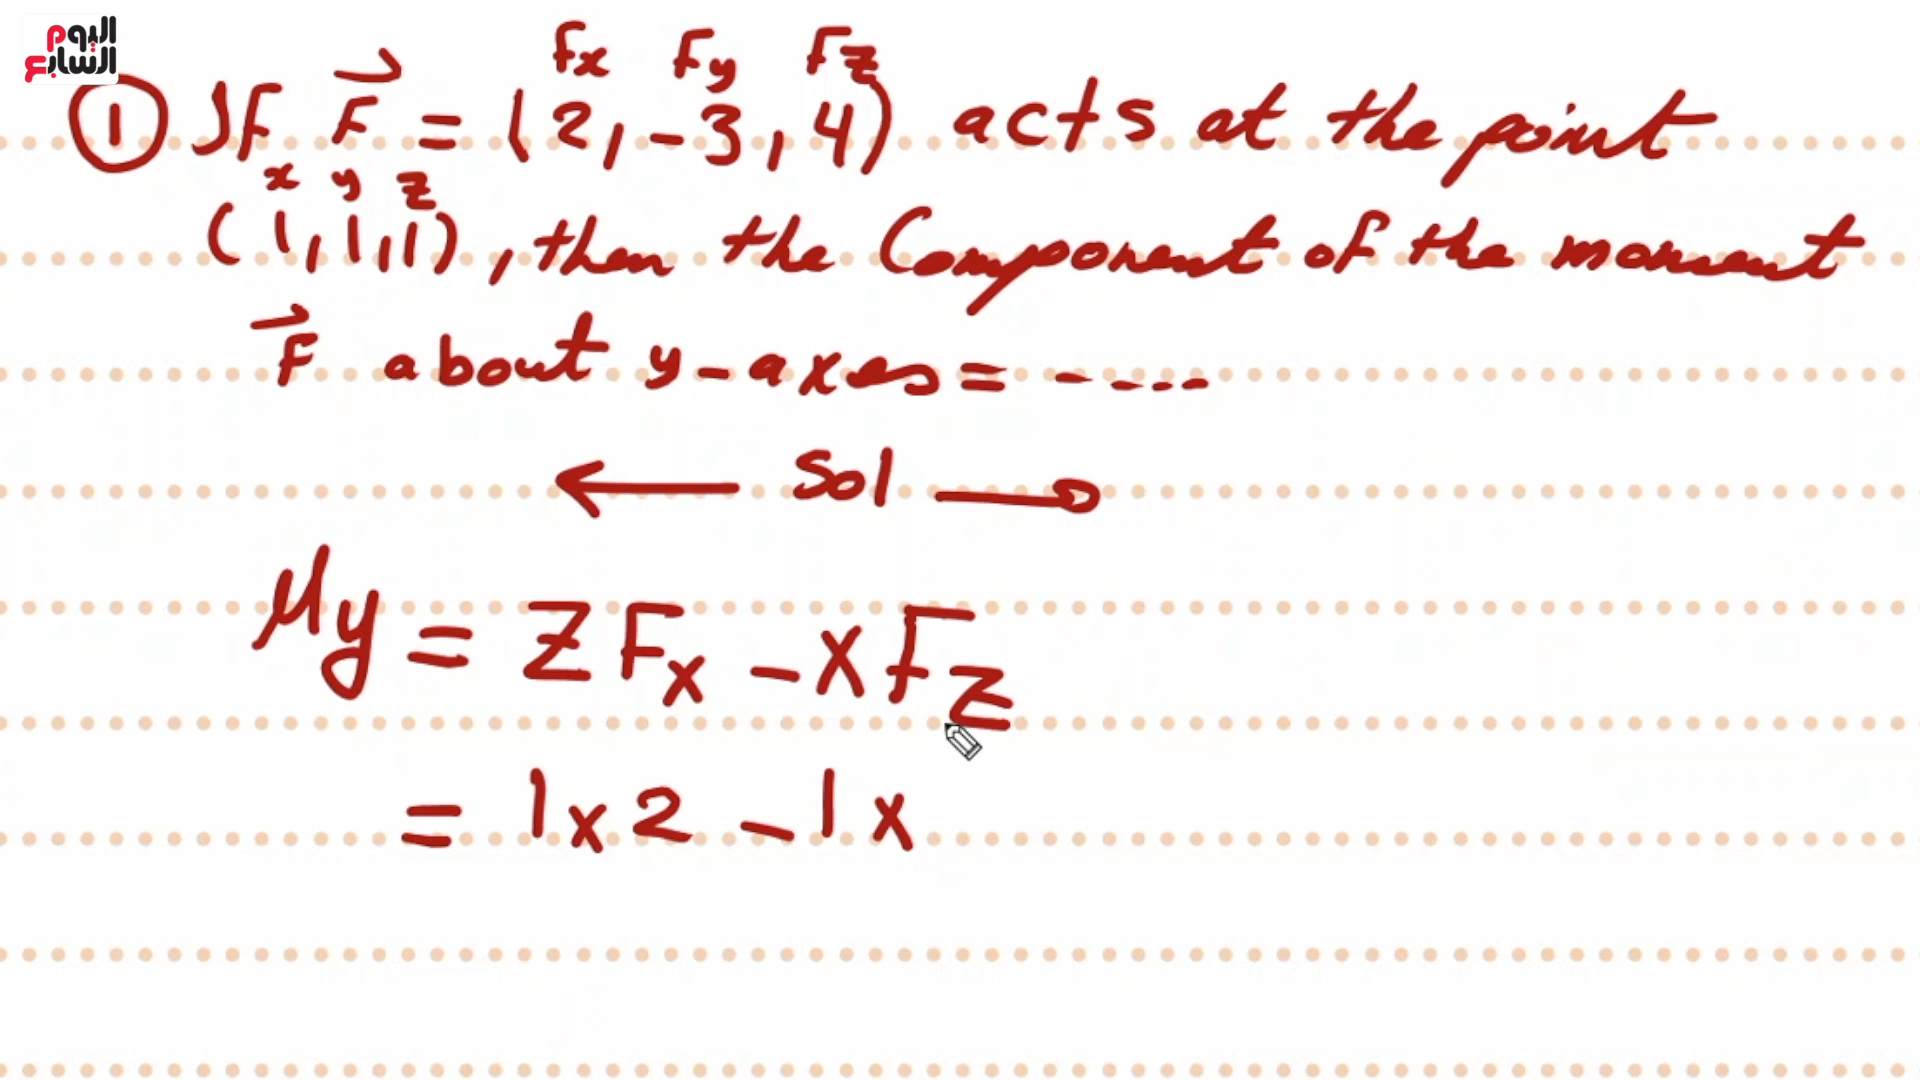 اليوم السابع
Fx Fy Fz
① If F⃗ = (2, -3, 4) acts at the point
x y z
(1, 1, 1), then the Component of the moment
F⃗ about y-axes = -----
Sol
My = Z Fx - X Fz
= 1 x 2 - 1 x